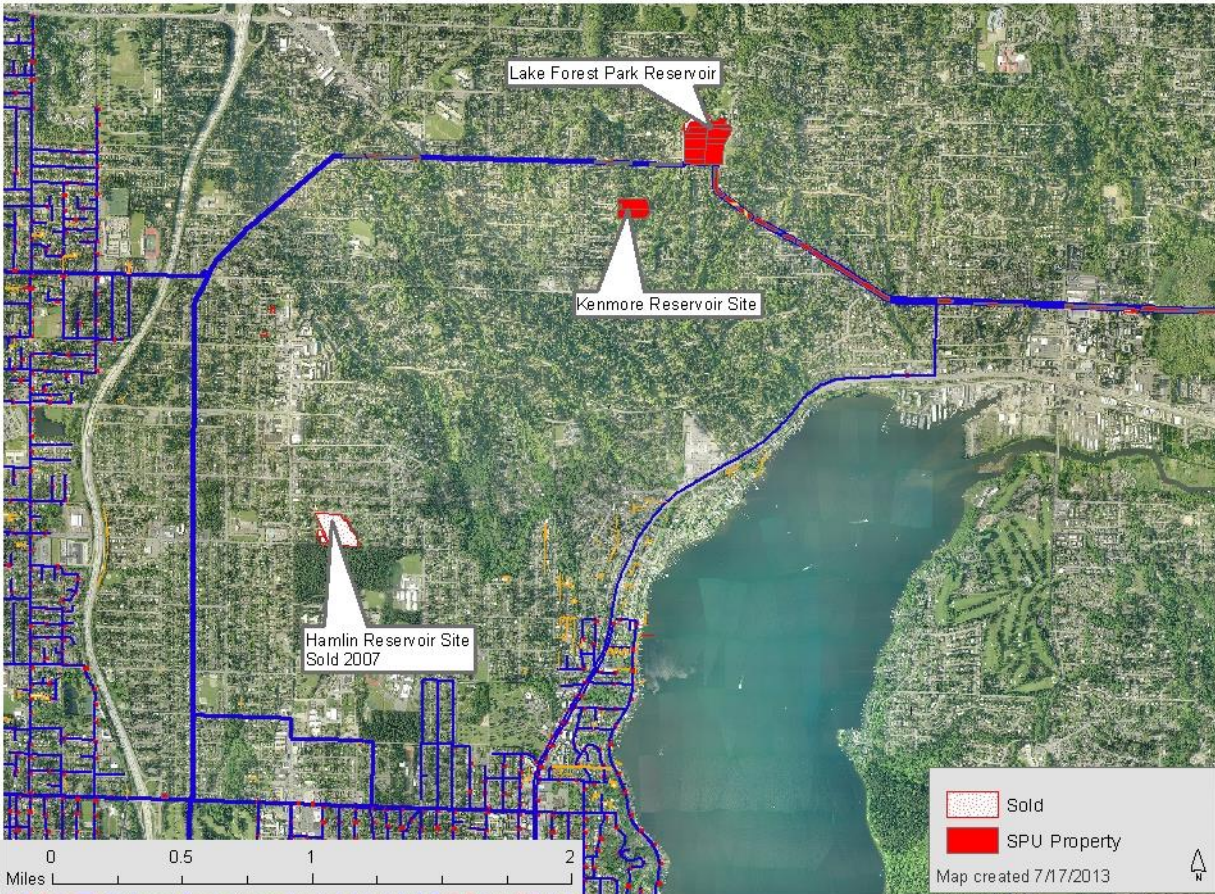 Lake Forest Park Reservoir
Kenmore Reservoir Site
Hamlin Reservoir Site
Sold 2007
0 0.5 1 2
Miles
Sold
SPU Property
Map created 7/17/2013
N